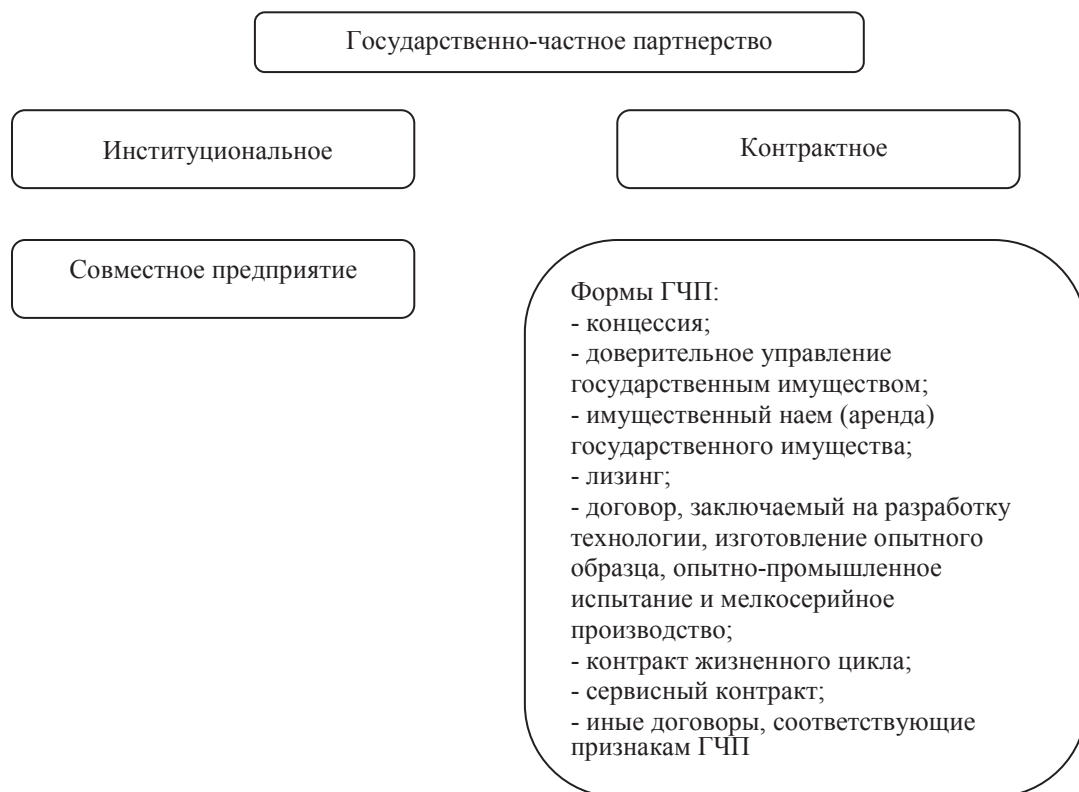 Государственно-частное партнерство
Институциональное
Контрактное
Совместное предприятие
Формы ГЧП:
- концессия;
- доверительное управление
государственным имуществом;
- имущественный наем (аренда)
государственного имущества;
- лизинг;
- договор, заключаемый на разработку
технологии, изготовление опытного
образца, опытно-промышленное
испытание и мелкосерийное
производство;
- контракт жизненного цикла;
- сервисный контракт;
- иные договоры, соответствующие
признакам ГЧП